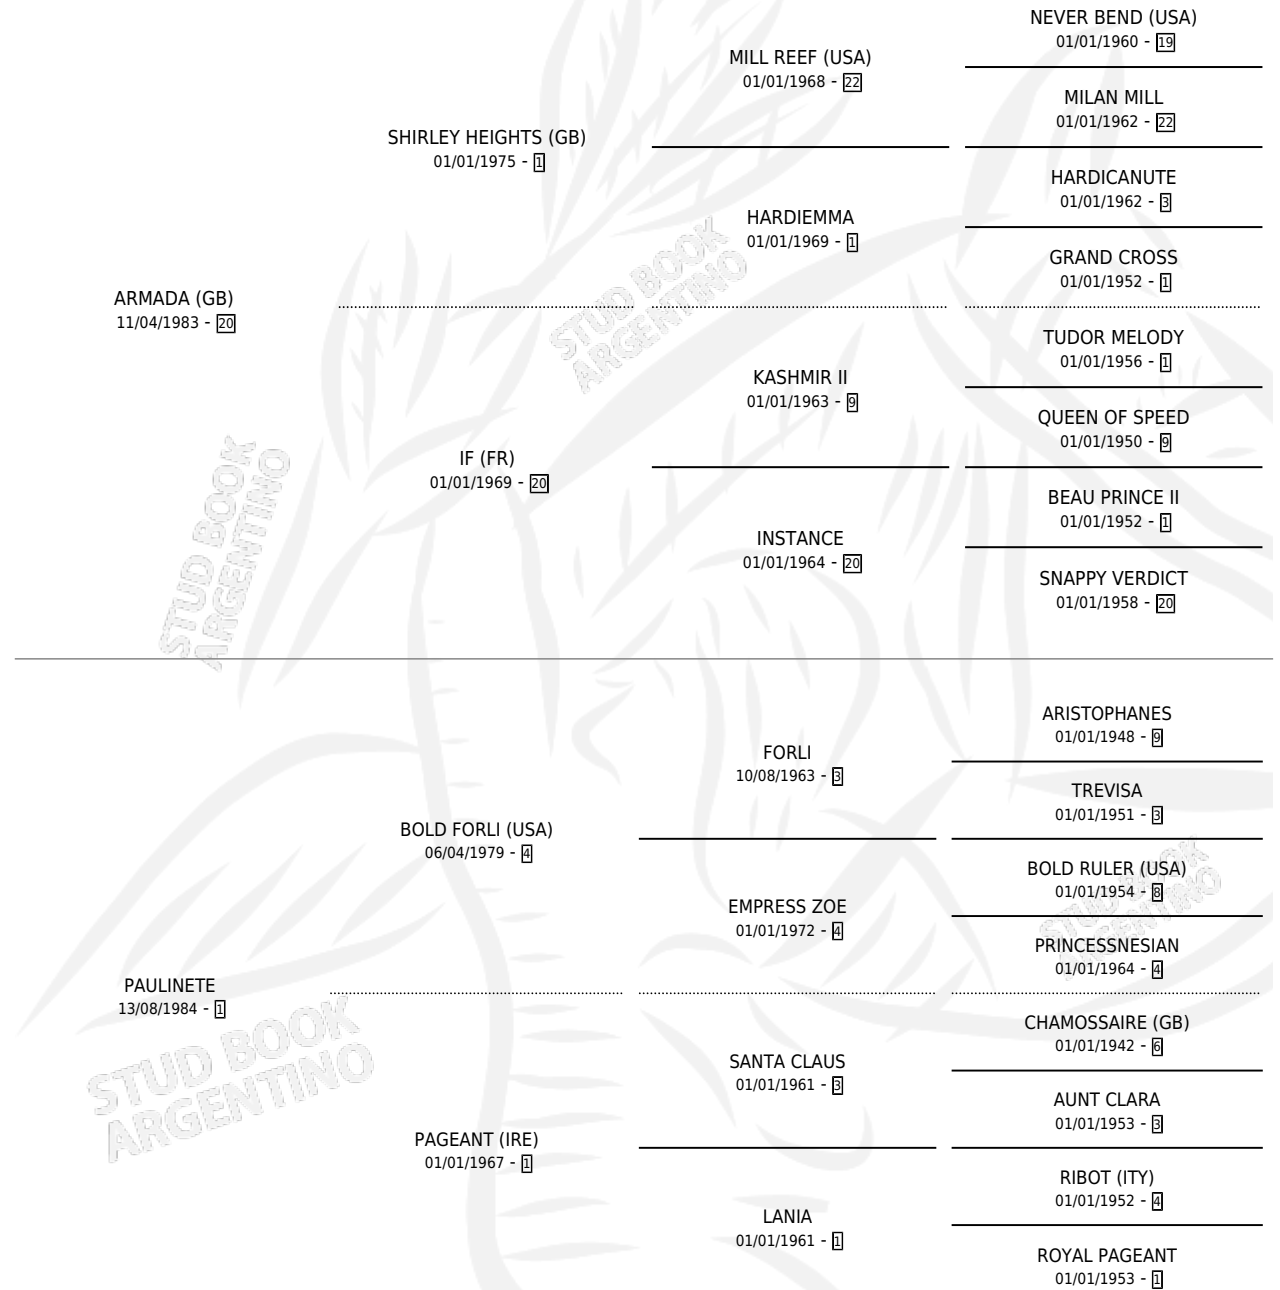 NEVER BEND (USA)
01/01/1960 - 19
MILL REEF (USA)
01/01/1968 - 22
MILAN MILL
01/01/1962 - 22
SHIRLEY HEIGHTS (GB)
01/01/1975 - 1
HARDICANUTE
01/01/1962 - 3
HARDIEMMA
01/01/1969 - 1
GRAND CROSS
01/01/1952 - 1
ARMADA (GB)
11/04/1983 - 20
STUD BOOK
ARGENTINO
TUDOR MELODY
01/01/1956 - 1
KASHMIR II
01/01/1963 - 9
QUEEN OF SPEED
01/01/1950 - 9
IF (FR)
01/01/1969 - 20
BEAU PRINCE II
01/01/1952 - 1
INSTANCE
01/01/1964 - 20
SNAPPY VERDICT
01/01/1958 - 20
STUD BOOK
ARGENTINO
ARISTOPHANES
01/01/1948 - 9
FORLI
10/08/1963 - 3
TREVISA
01/01/1951 - 3
BOLD FORLI (USA)
06/04/1979 - 4
BOLD RULER (USA)
01/01/1954 - 8
STUD BOOK
ARGENTINO
EMPRESS ZOE
01/01/1972 - 4
PRINCESSNESIAN
01/01/1964 - 4
PAULINETE
13/08/1984 - 1
STUD BOOK
ARGENTINO
CHAMOSSAIRE (GB)
01/01/1942 - 6
SANTA CLAUS
01/01/1961 - 3
AUNT CLARA
01/01/1953 - 3
PAGEANT (IRE)
01/01/1967 - 1
RIBOT (ITY)
01/01/1952 - 4
LANIA
01/01/1961 - 1
ROYAL PAGEANT
01/01/1953 - 1